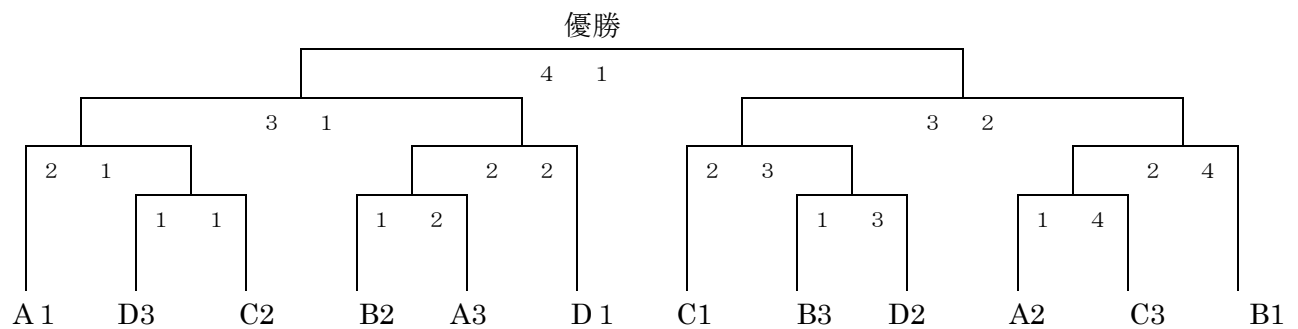 優勝
４　１
３　１　３　２
２　１　２　２　２　３　２　４
１　１　１　２　１　３　１　４
A１　D3　C2　B2　A3　D１　C1　B3　D2　A2　C3　B1